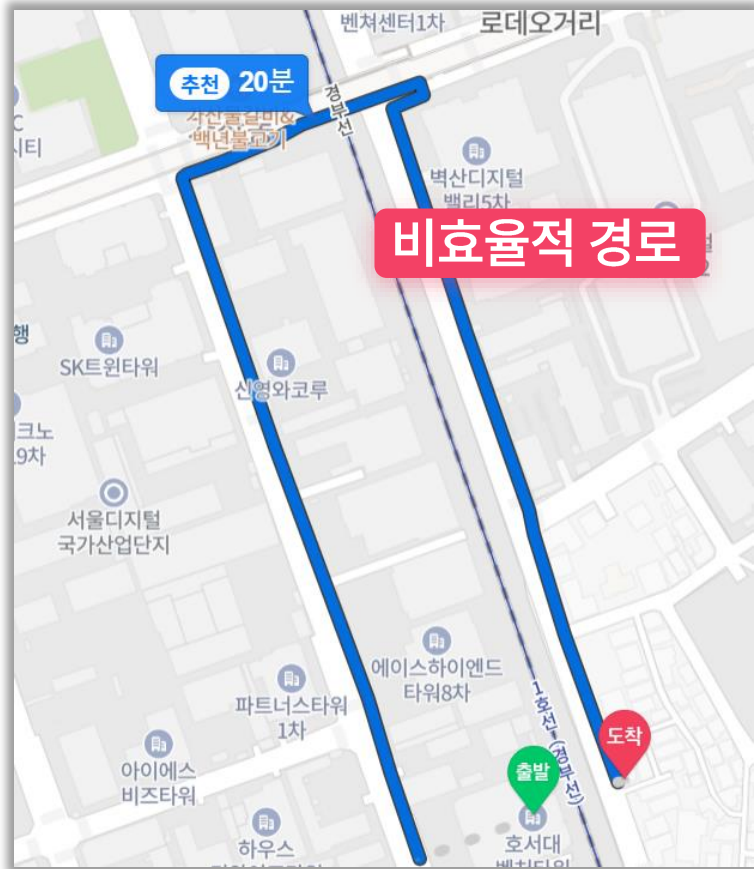 벤쳐센터1차
로데오거리
추천 20분
C
시티
가산물갈비&
백년불고기
경부선
벽산디지털
밸리5차
비효율적 경로
행
SK트윈타워
신영와코루
크노
19차
서울디지털
국가산업단지
에이스하이엔드
타워8차
파트너스타워
1차
1호선 (경부선)
도착
출발
아이에스
비즈타워
하우스
호서대
벤처타워